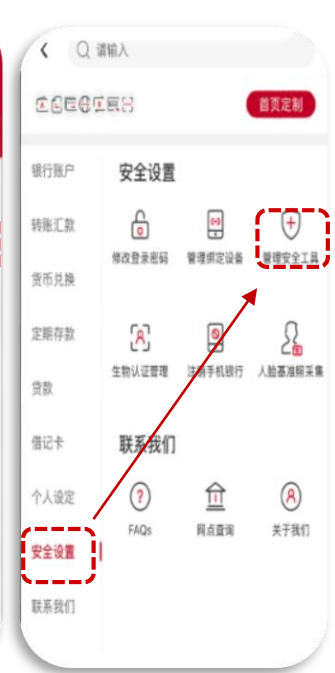 请输入
首页定制
银行账户
转账汇款
货币兑换
定期存款
贷款
借记卡
个人设定
安全设置
联系我们
安全设置
修改登录密码 管理绑定设备 管理安全工具
生物认证管理 注销手机银行 人脸基准照采集
联系我们
FAQs 网点查询 关于我们